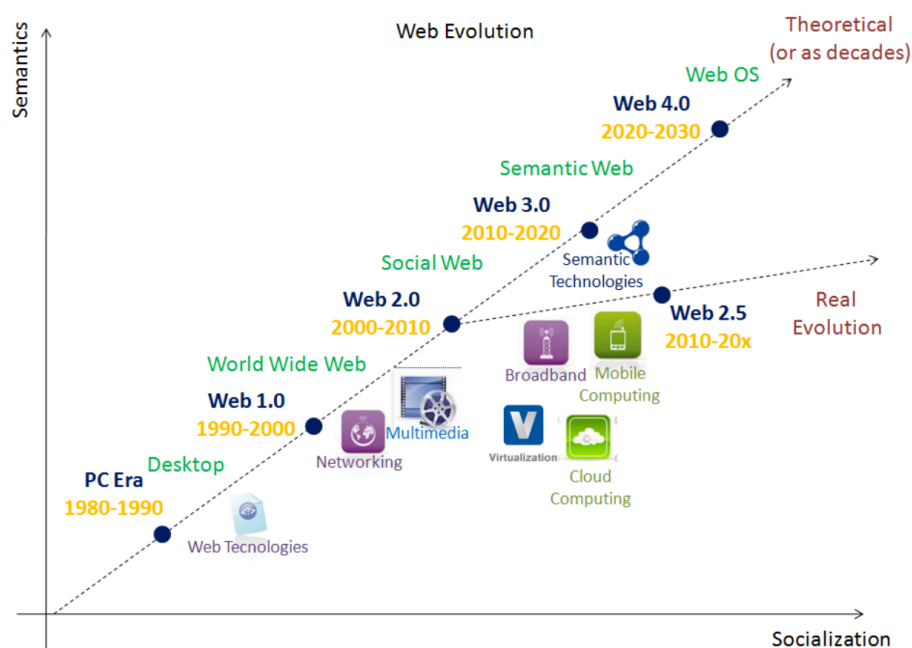 Web Evolution
Semantics
Theoretical
(or as decades)
Web OS
Web 4.0
2020-2030
Semantic Web
Web 3.0
2010-2020
Semantic
Technologies
Social Web
Web 2.0
2000-2010
Web 2.5
2010-20x
Real
Evolution
Broadband
Mobile
Computing
World Wide Web
Web 1.0
1990-2000
Multimedia
Networking
V
Virtualization
Cloud
Computing
Desktop
PC Era
1980-1990
Web Tecnologies
Socialization